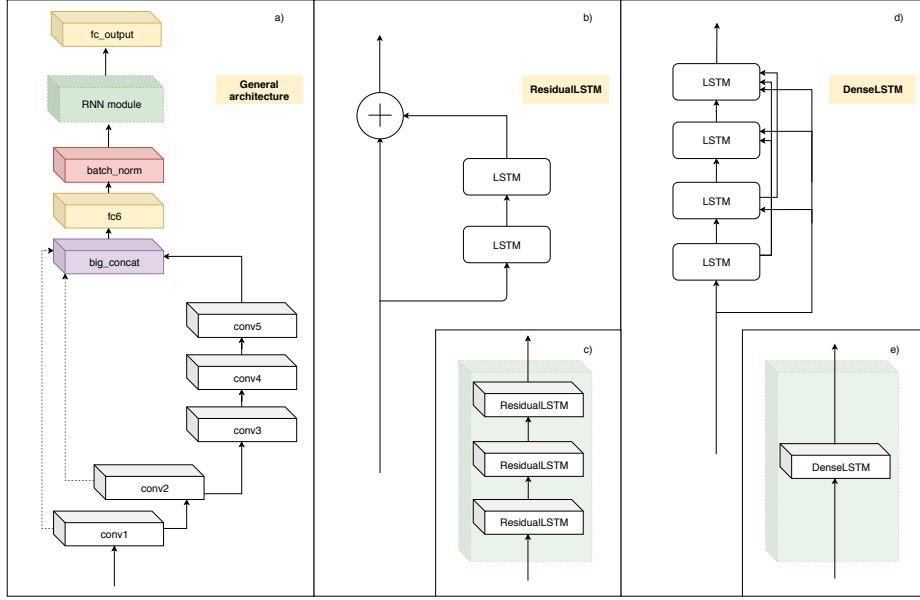 a)
fc_output
General
architecture
RNN module
batch_norm
fc6
big_concat
conv5
conv4
conv3
conv2
conv1
b)
ResidualLSTM
LSTM
LSTM
c)
ResidualLSTM
ResidualLSTM
ResidualLSTM
d)
DenseLSTM
LSTM
LSTM
LSTM
LSTM
e)
DenseLSTM